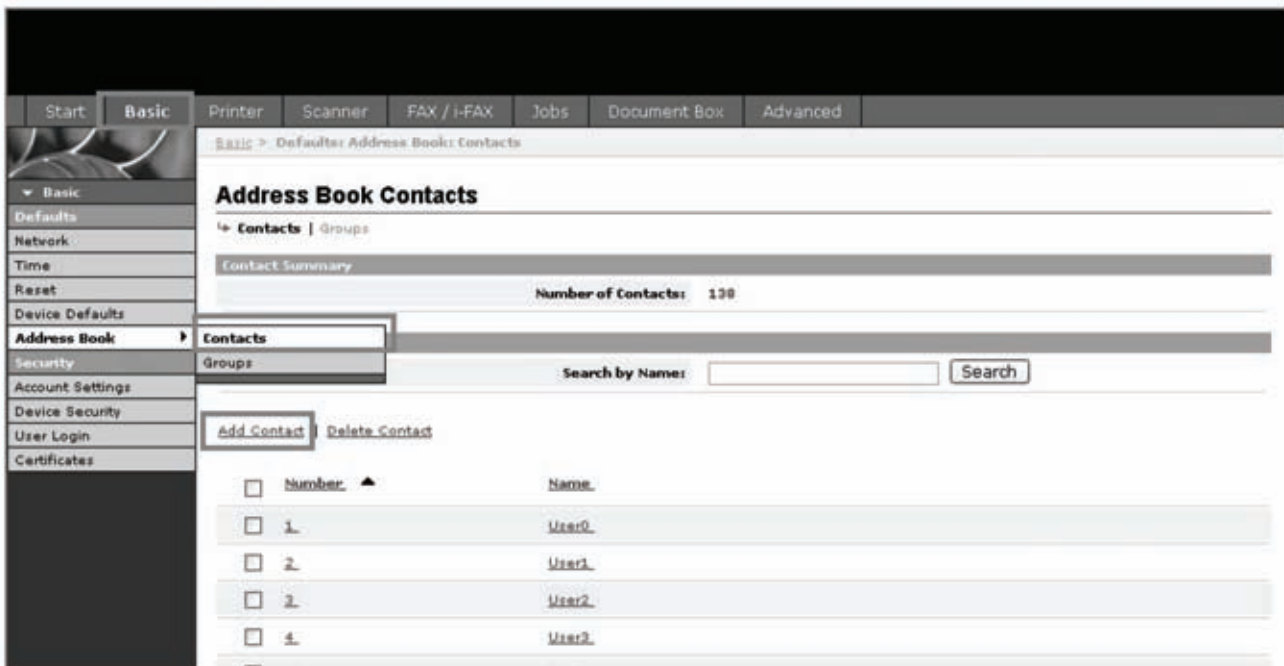 Start Basic Printer Scanner FAX / i-FAX Jobs Document Box Advanced
Basic > Defaults: Address Book: Contacts
Basic
Defaults
Network
Time
Reset
Device Defaults
Address Book
Security
Account Settings
Device Security
User Login
Certificates
Contacts
Groups
Address Book Contacts
Contacts | Groups
Contact Summary
Number of Contacts: 130
Search by Name: Search
Add Contact | Delete Contact
Number Name
1 User0
2 User1
3 User2
4 User3